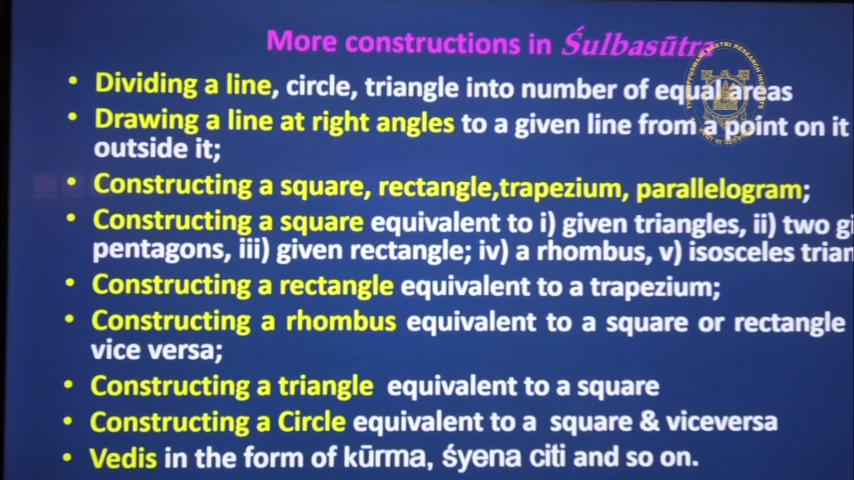 More constructions in Śulbasūtra
• Dividing a line, circle, triangle into number of equal areas
• Drawing a line at right angles to a given line from a point on it
outside it;
• Constructing a square, rectangle,trapezium, parallelogram;
• Constructing a square equivalent to i) given triangles, ii) two
pentagons, iii) given rectangle; iv) a rhombus, v) isosceles
• Constructing a rectangle equivalent to a trapezium;
• Constructing a rhombus equivalent to a square or rectangle
vice versa;
• Constructing a triangle equivalent to a square
• Constructing a Circle equivalent to a square & viceversa
• Vedis in the form of kūrma, śyena citi and so on.